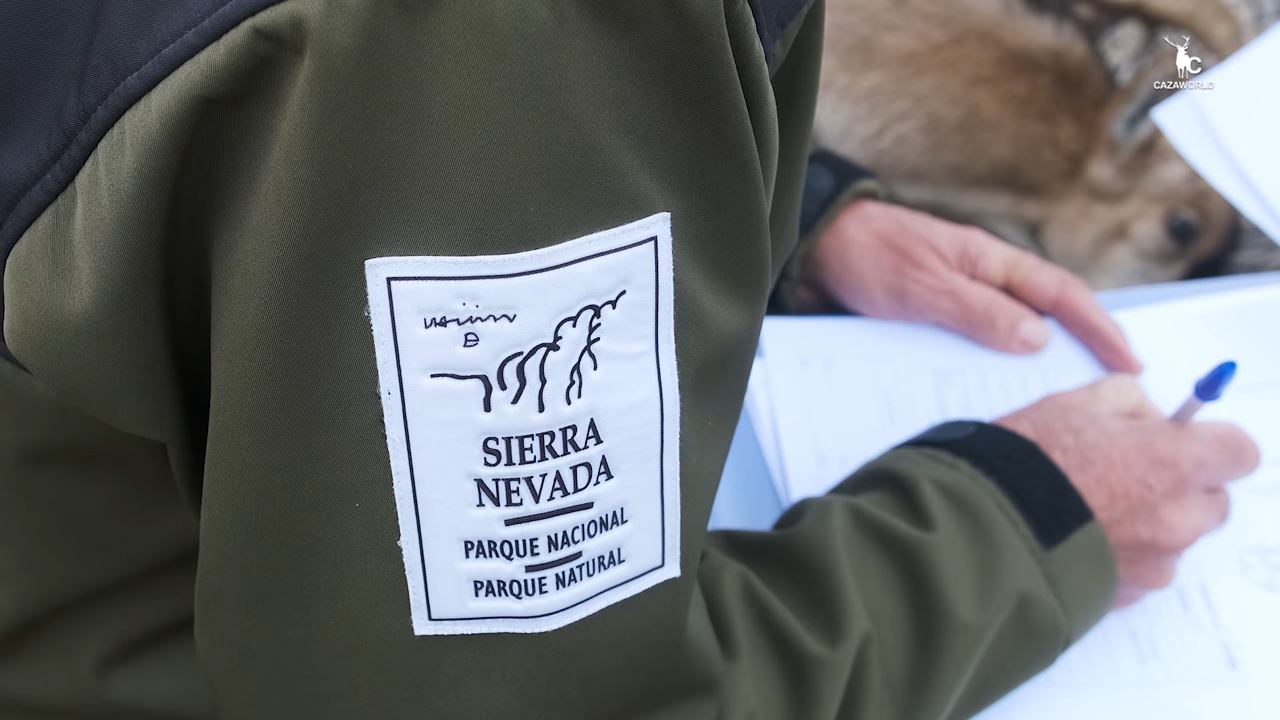 CAZAWORLD
SIERRA
NEVADA
PARQUE NACIONAL
PARQUE NATURAL